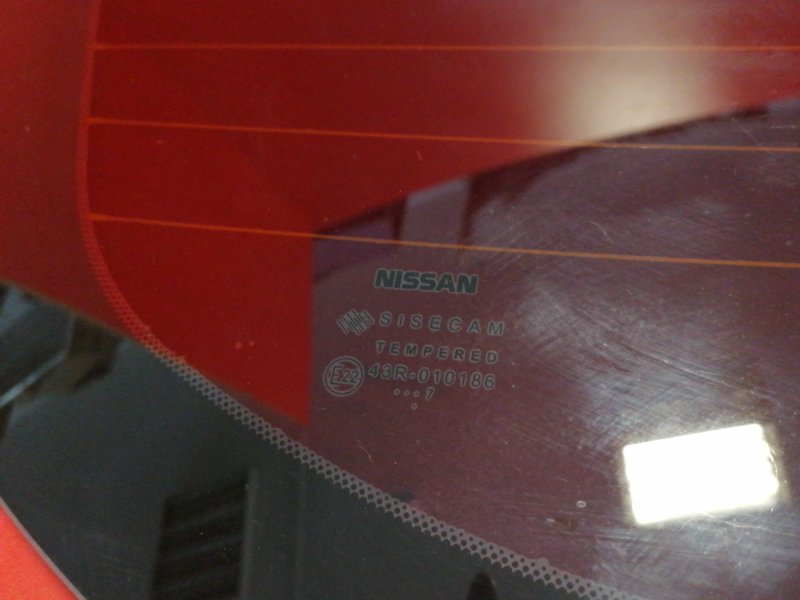 NISSAN
SISECAM
TEMPERED
E22 43R-010186
...7
.